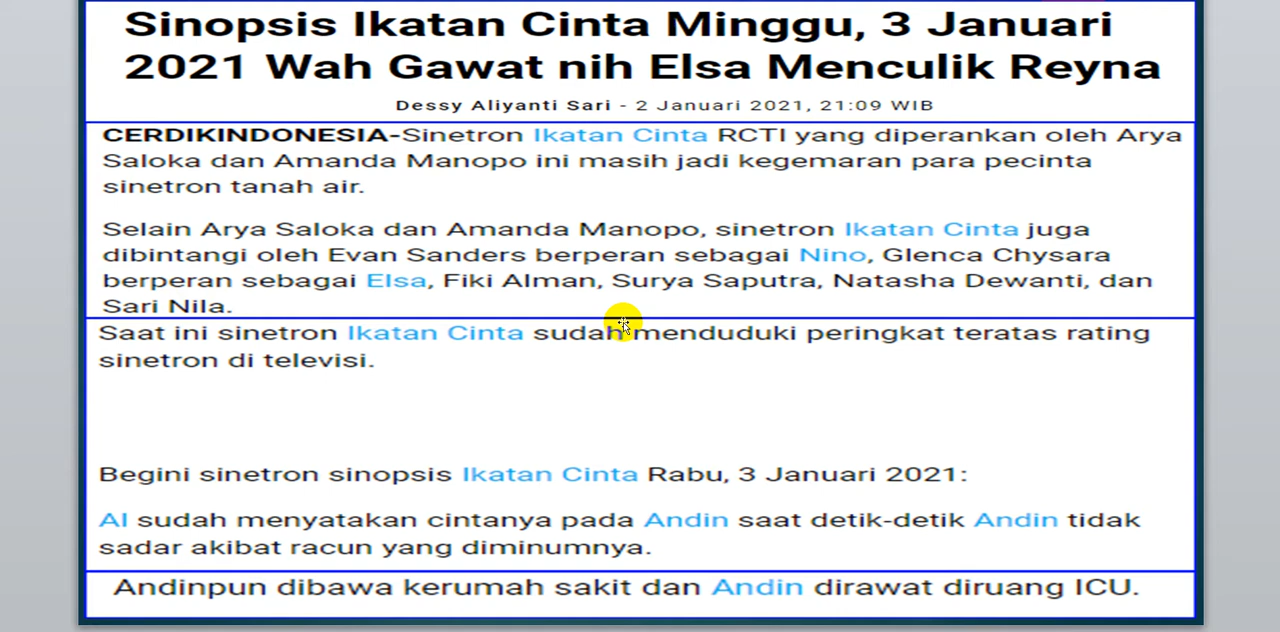 Sinopsis Ikatan Cinta Minggu, 3 Januari
2021 Wah Gawat nih Elsa Menculik Reyna
Dessy Aliyanti Sari - 2 Januari 2021, 21:09 WIB
CERDIKINDONESIA-Sinetron Ikatan Cinta RCTI yang diperankan oleh Arya
Saloka dan Amanda Manopo ini masih jadi kegemaran para pecinta
sinetron tanah air.
Selain Arya Saloka dan Amanda Manopo, sinetron Ikatan Cinta juga
dibintangi oleh Evan Sanders berperan sebagai Nino, Glenca Chysara
berperan sebagai Elsa, Fiki Alman, Surya Saputra, Natasha Dewanti, dan
Sari Nila.
Saat ini sinetron Ikatan Cinta sudah menduduki peringkat teratas rating
sinetron di televisi.
Begini sinetron sinopsis Ikatan Cinta Rabu, 3 Januari 2021:
Al sudah menyatakan cintanya pada Andin saat detik-detik Andin tidak
sadar akibat racun yang diminumnya.
Andinpun dibawa kerumah sakit dan Andin dirawat diruang ICU.